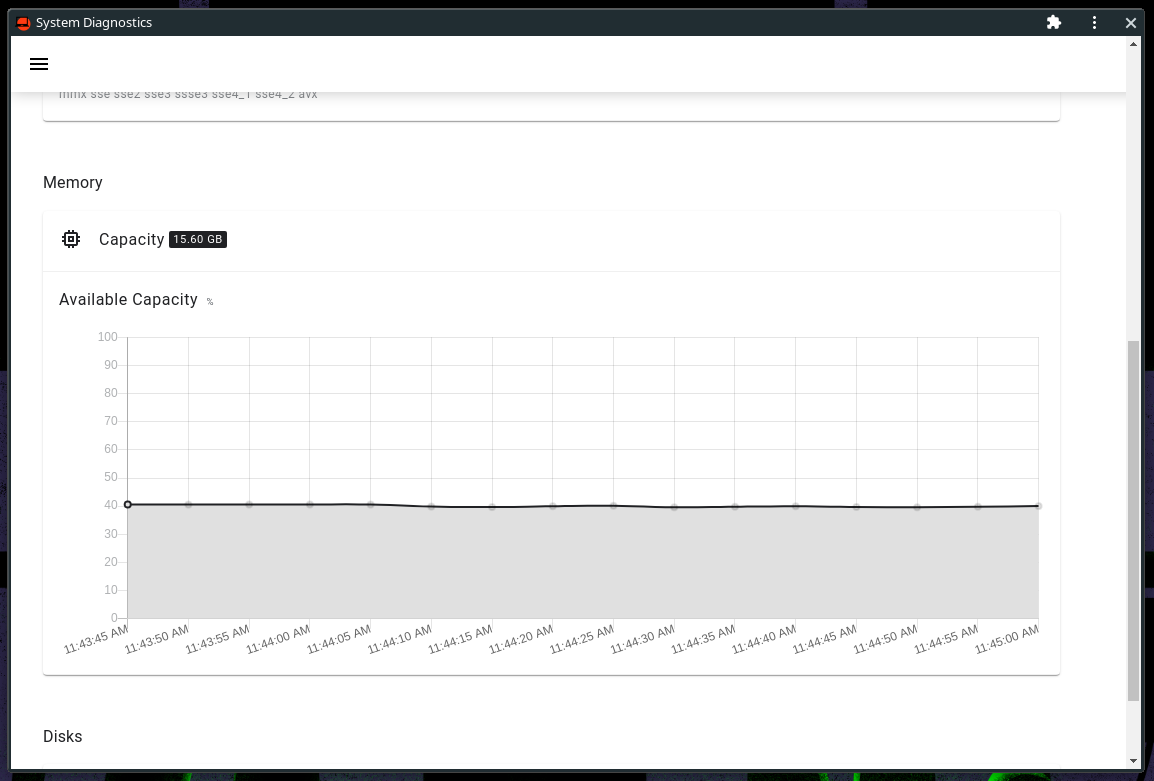 System Diagnostics
mmx sse sse2 sse3 ssse3 sse4_1 sse4_2 avx
Memory
Capacity 15.60 GB
Available Capacity %
100
90
80
70
60
50
40
30
20
10
0
11:43:45 AM 11:43:50 AM 11:43:55 AM 11:44:00 AM 11:44:05 AM 11:44:10 AM 11:44:15 AM 11:44:20 AM 11:44:25 AM 11:44:30 AM 11:44:35 AM 11:44:40 AM 11:44:45 AM 11:44:50 AM 11:44:55 AM 11:45:00 AM
Disks